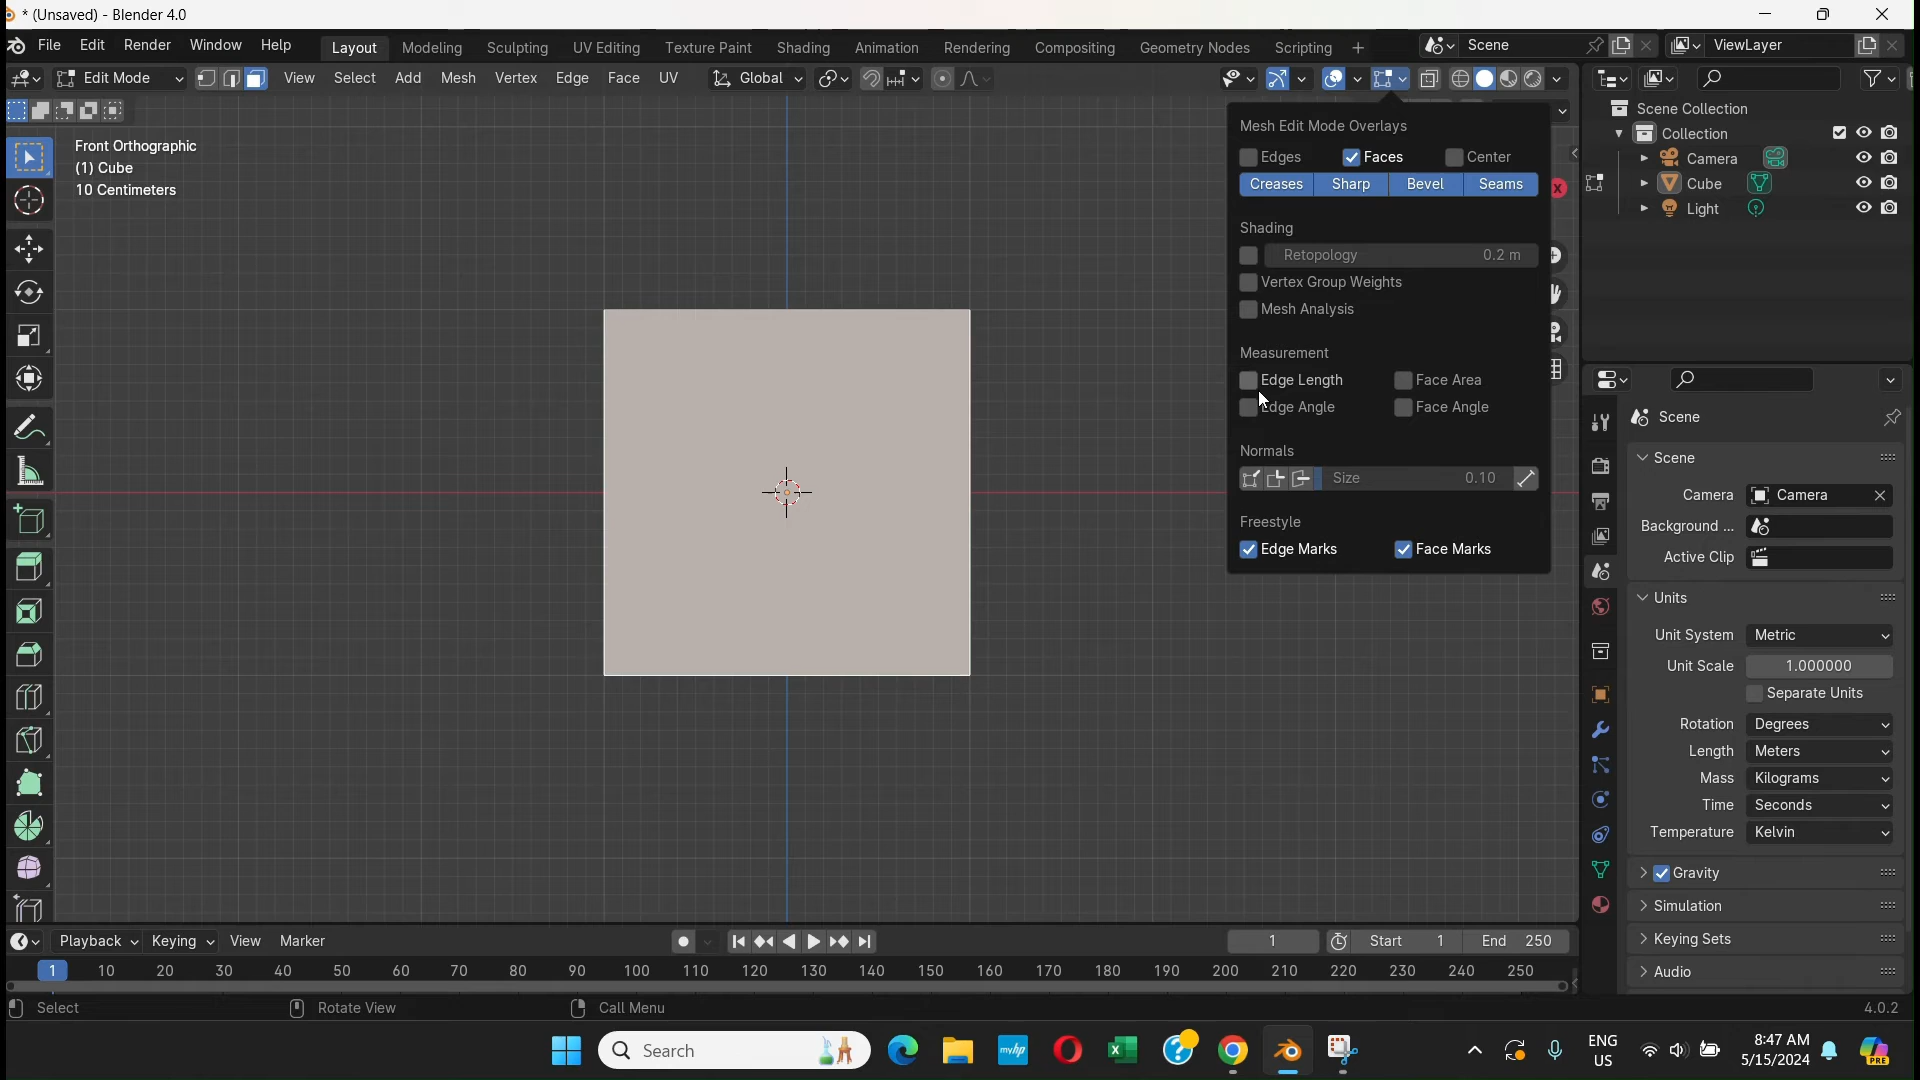 * (Unsaved) - Blender 4.0
File Edit Render Window Help Layout Modeling Sculpting UV Editing Texture Paint Shading Animation Rendering Compositing Geometry Nodes Scripting + Scene ViewLayer
Edit Mode View Select Add Mesh Vertex Edge Face UV Global
Front Orthographic
(1) Cube
10 Centimeters
Mesh Edit Mode Overlays
Edges Faces Center
Creases Sharp Bevel Seams
Shading
Retopology 0.2 m
Vertex Group Weights
Mesh Analysis
Measurement
Edge Length Face Area
Edge Angle Face Angle
Normals
Size 0.10
Freestyle
Edge Marks Face Marks
X
Scene Collection
Collection
Camera
Cube
Light
Scene
Scene
Camera Camera
Background ...
Active Clip
Units
Unit System Metric
Unit Scale 1.000000
Separate Units
Rotation Degrees
Length Meters
Mass Kilograms
Time Seconds
Temperature Kelvin
Gravity
Simulation
Keying Sets
Audio
Playback Keying View Marker 1 Start 1 End 250
1 10 20 30 40 50 60 70 80 90 100 110 120 130 140 150 160 170 180 190 200 210 220 230 240 250
Select Rotate View Call Menu 4.0.2
Search myhp ENG US 8:47 AM 5/15/2024 PRE